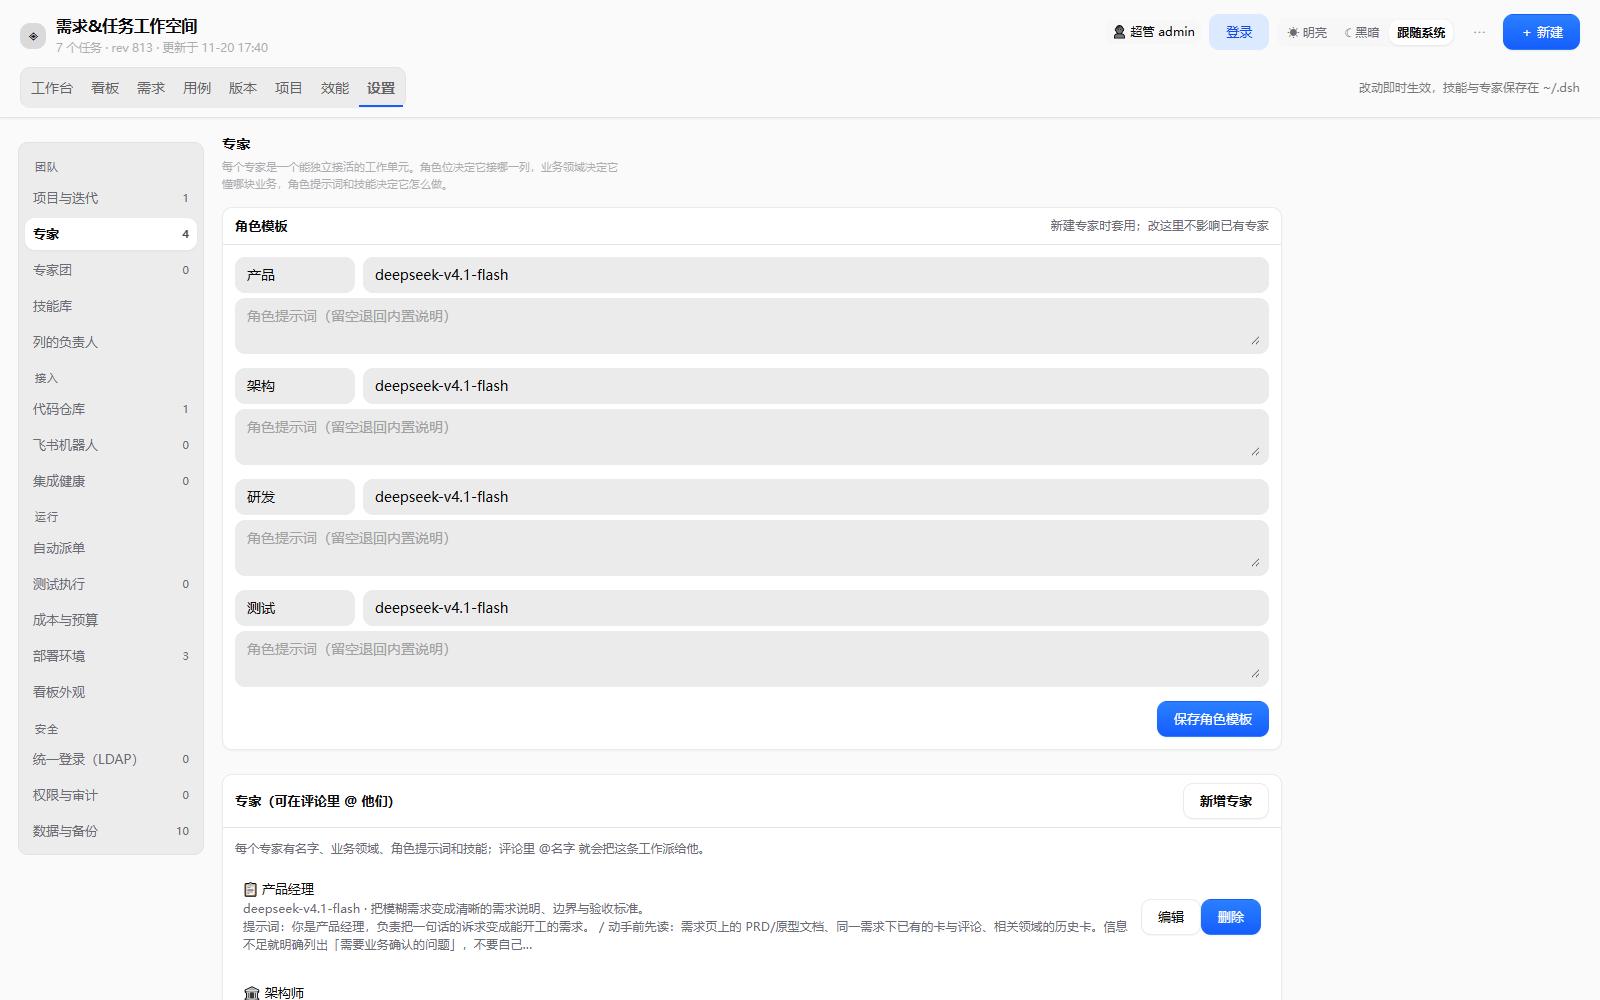 需求&任务工作空间
7 个任务 · rev 813 · 更新于 11-20 17:40
超管 admin
登录
明亮
黑暗
跟随系统
···
+ 新建
工作台
看板
需求
用例
版本
项目
效能
设置
改动即时生效，技能与专家保存在 ~/.dsh
团队
项目与迭代 1
专家 4
专家团 0
技能库
列的负责人
接入
代码仓库 1
飞书机器人 0
集成健康 0
运行
自动派单
测试执行 0
成本与预算
部署环境 3
看板外观
安全
统一登录（LDAP） 0
权限与审计 0
数据与备份 10
专家
每个专家是一个能独立接活的工作单元。角色位决定它接哪一列，业务领域决定它
懂哪块业务，角色提示词和技能决定它怎么做。
角色模板
新建专家时套用；改这里不影响已有专家
产品
deepseek-v4.1-flash
角色提示词（留空退回内置说明）
架构
deepseek-v4.1-flash
角色提示词（留空退回内置说明）
研发
deepseek-v4.1-flash
角色提示词（留空退回内置说明）
测试
deepseek-v4.1-flash
角色提示词（留空退回内置说明）
保存角色模板
专家（可在评论里 @ 他们）
新增专家
每个专家有名字、业务领域、角色提示词和技能；评论里 @名字 就会把这条工作派给他。
产品经理
deepseek-v4.1-flash · 把模糊需求变成清晰的需求说明、边界与验收标准。
提示词：你是产品经理，负责把一句话的诉求变成能开工的需求。 / 动手前先读：需求页上的 PRD/原型文档、同一需求下已有的卡与评论、相关领域的历史卡。信息
不足就明确列出「需要业务确认的问题」，不要自己…
编辑
删除
架构师